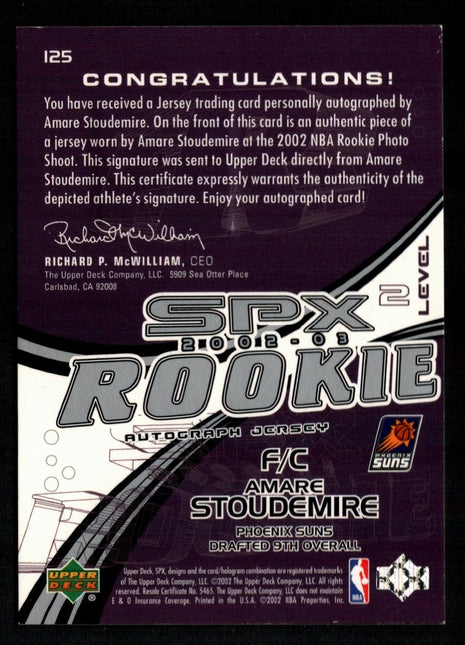 125
CONGRATULATIONS!
You have received a Jersey trading card personally autographed by
Amare Stoudemire. On the front of this card is an authentic piece of
a jersey worn by Amare Stoudemire at the 2002 NBA Rookie Photo
Shoot. This signature was sent to Upper Deck directly from Amare
Stoudemire. This certificate expressly warrants the authenticity of the
depicted athlete's signature. Enjoy your autographed card!
Richard P. McWilliam
RICHARD P. McWILLIAM, CEO
The Upper Deck Company, LLC. 5909 Sea Otter Place
Carlsbad, CA 92008
LEVEL 2
SPX
2002-03
ROOKIE
AUTOGRAPH JERSEY
PHOENIX
SUNS
F/C
AMARE
STOUDEMIRE
PHOENIX SUNS
DRAFTED 9TH OVERALL
UPPER
DECK
®
Upper Deck, SPX, designs and the card/hologram combination are registered trademarks
of The Upper Deck Company, LLC. ©2002 The Upper Deck Company, LLC. All rights
reserved. Resale Certificate No. 5465. The Upper Deck Company, LLC does not maintain
E & O Insurance Coverage. Printed in the U.S.A. ©2002 NBA Properties, Inc.
NBA